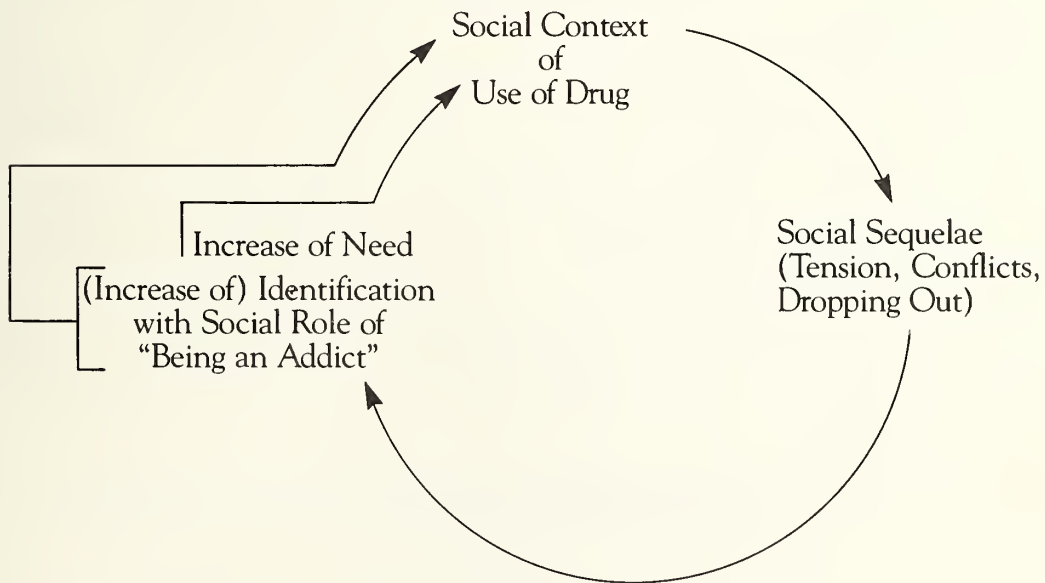 Social Context
of
Use of Drug
Social Sequelae
(Tension, Conflicts,
Dropping Out)
Increase of Need
(Increase of) Identification
with Social Role of
“Being an Addict”